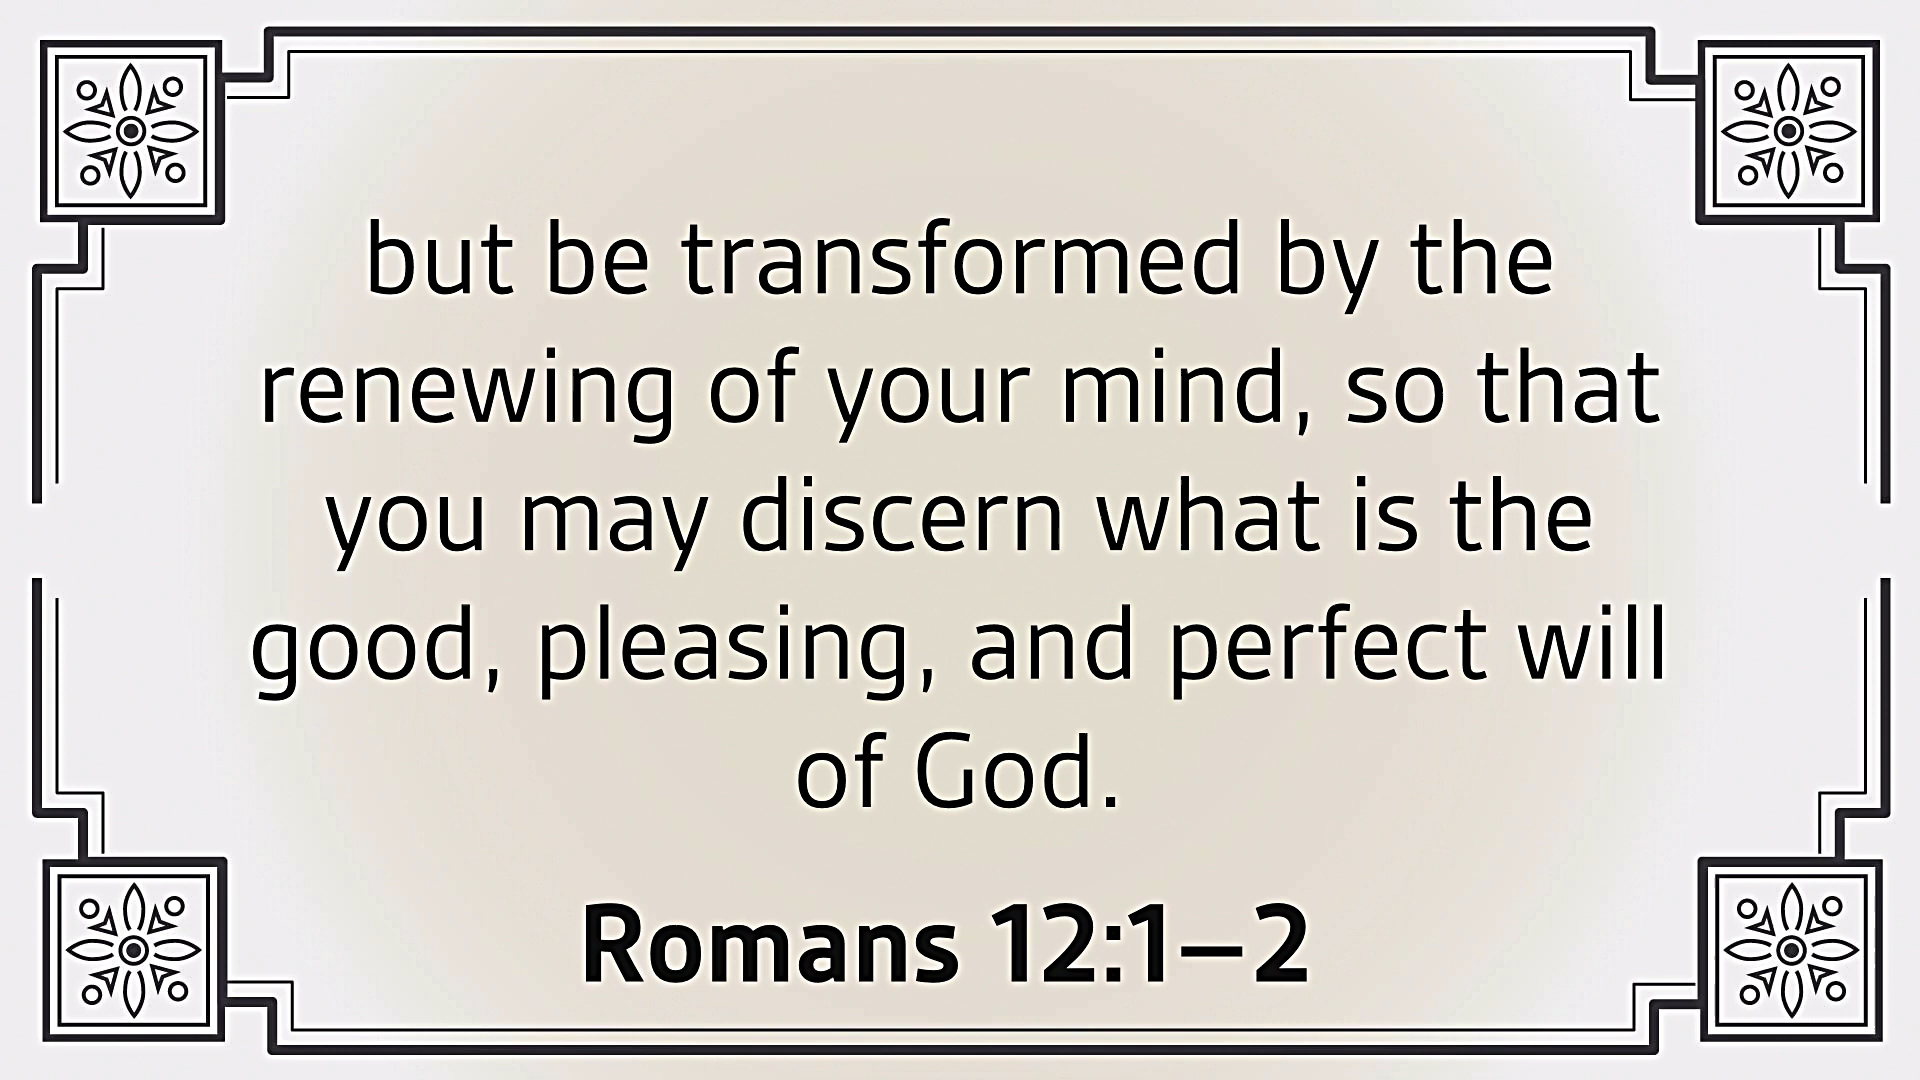 but be transformed by the
renewing of your mind, so that
you may discern what is the
good, pleasing, and perfect will
of God.
Romans 12:1–2